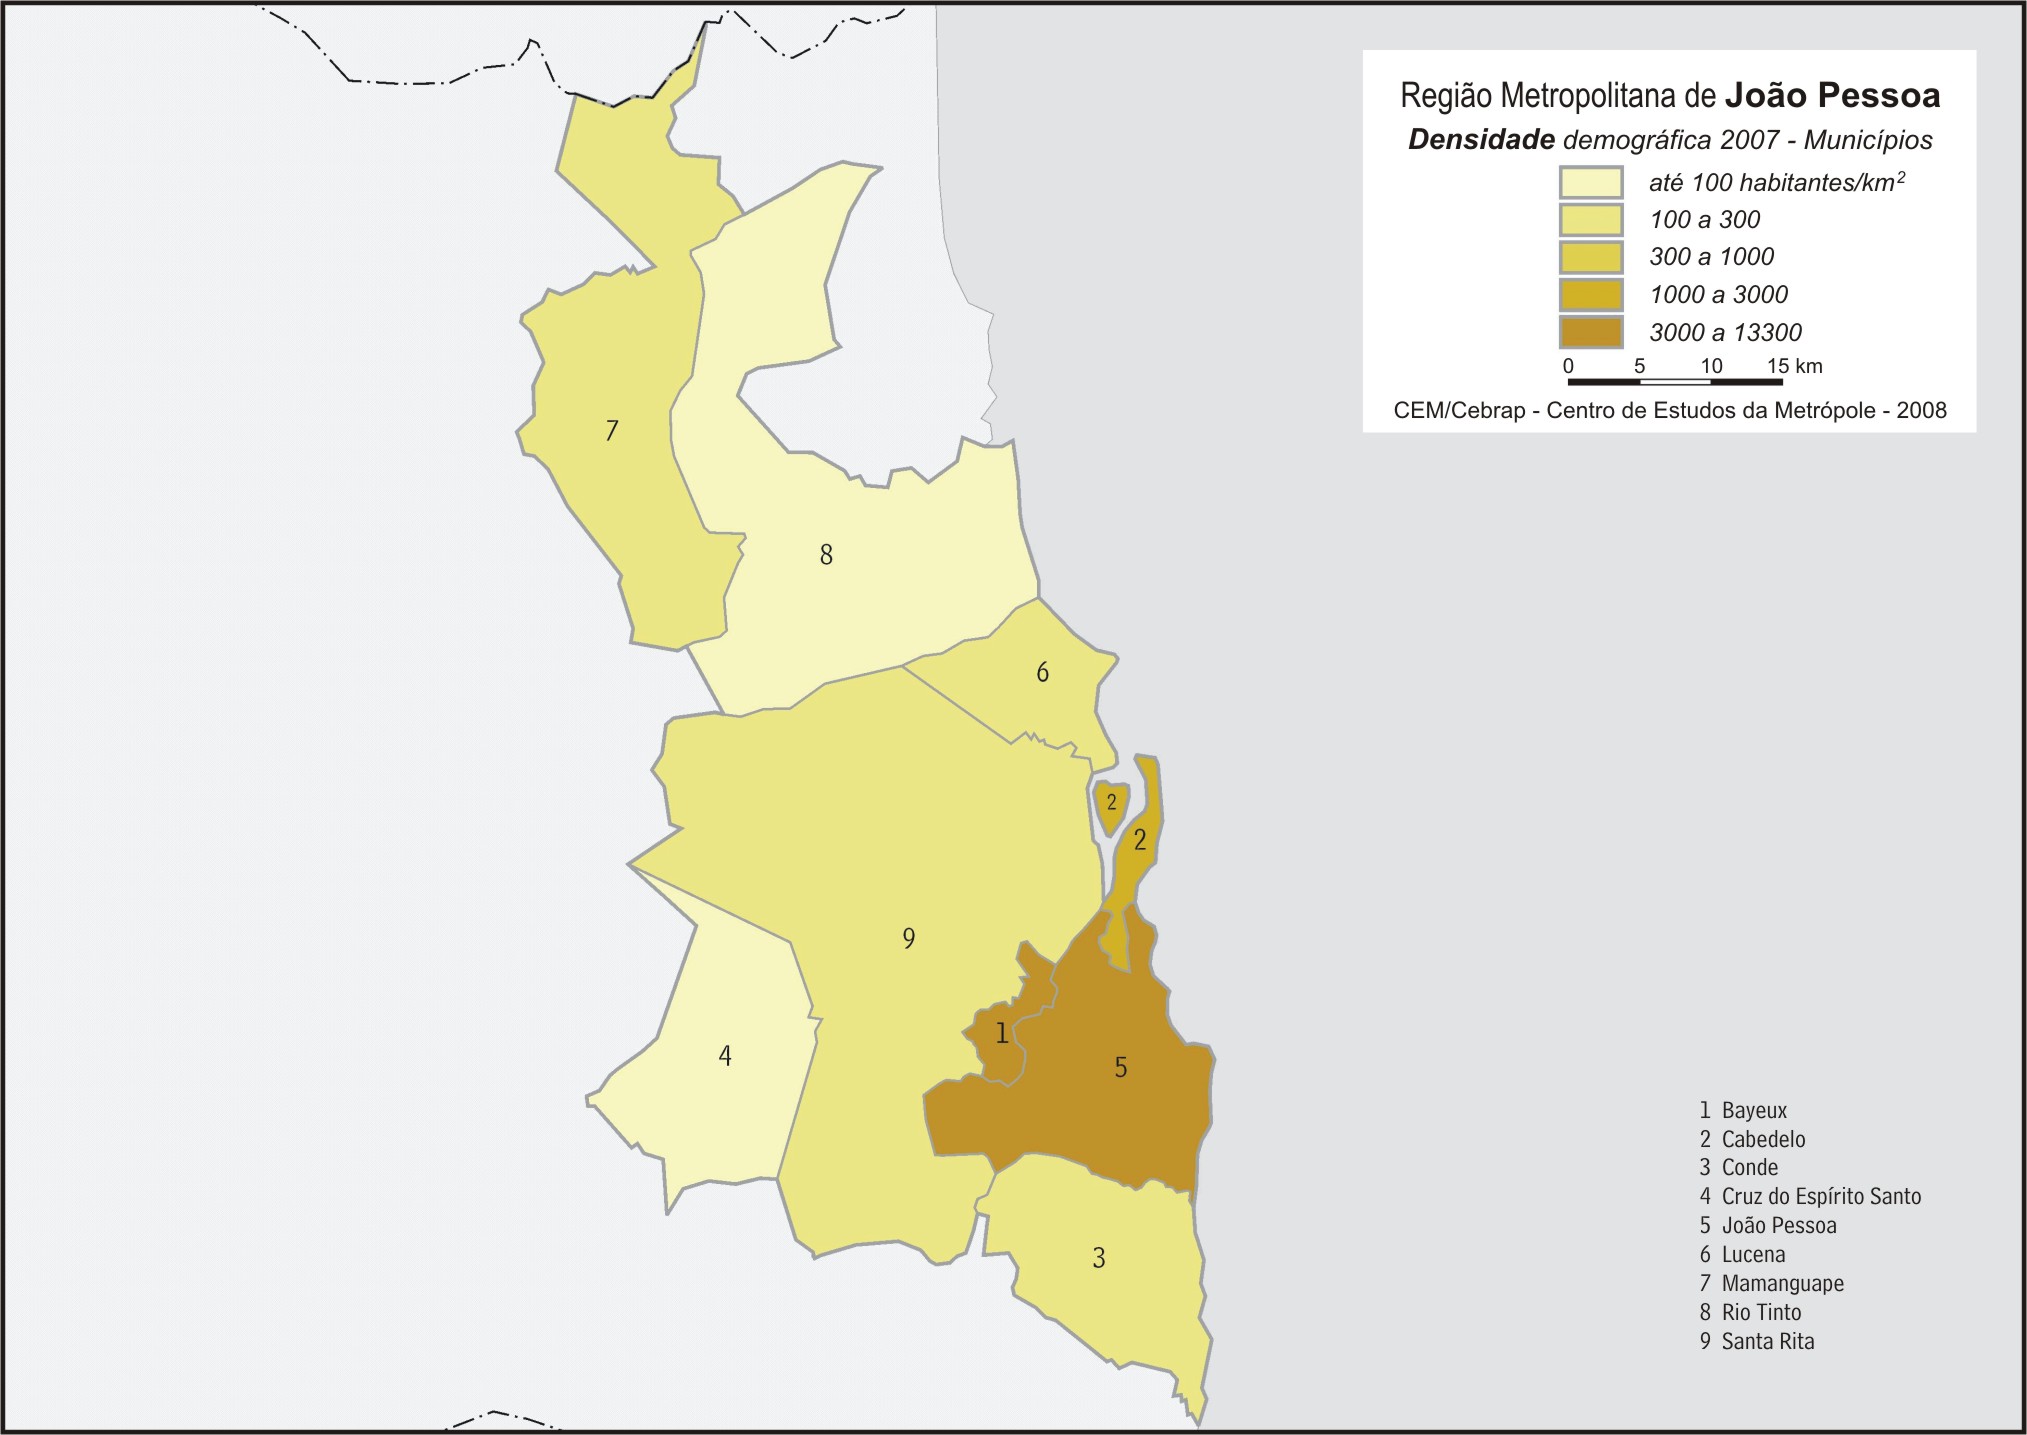 Região Metropolitana de João Pessoa
Densidade demográfica 2007 - Municípios
até 100 habitantes/km²
100 a 300
300 a 1000
1000 a 3000
3000 a 13300
0 5 10 15 km
CEM/Cebrap - Centro de Estudos da Metrópole - 2008
7
8
6
2
2
9
1
4
5
3
1 Bayeux
2 Cabedelo
3 Conde
4 Cruz do Espírito Santo
5 João Pessoa
6 Lucena
7 Mamanguape
8 Rio Tinto
9 Santa Rita